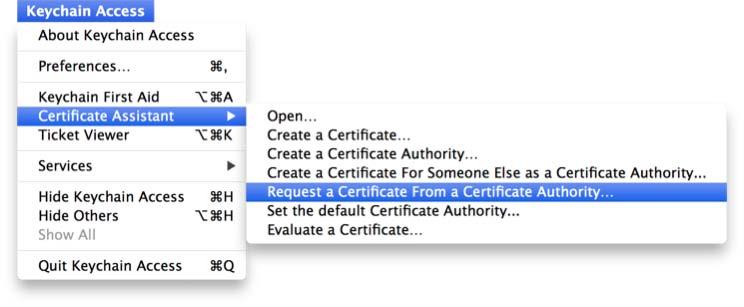 Keychain Access
About Keychain Access
Preferences... ⌘,
Keychain First Aid ⌥⌘A
Certificate Assistant ▶
Ticket Viewer ⌥⌘K
Services ▶
Hide Keychain Access ⌘H
Hide Others ⌥⌘H
Show All
Quit Keychain Access ⌘Q
Open...
Create a Certificate...
Create a Certificate Authority...
Create a Certificate For Someone Else as a Certificate Authority...
Request a Certificate From a Certificate Authority...
Set the default Certificate Authority...
Evaluate a Certificate...